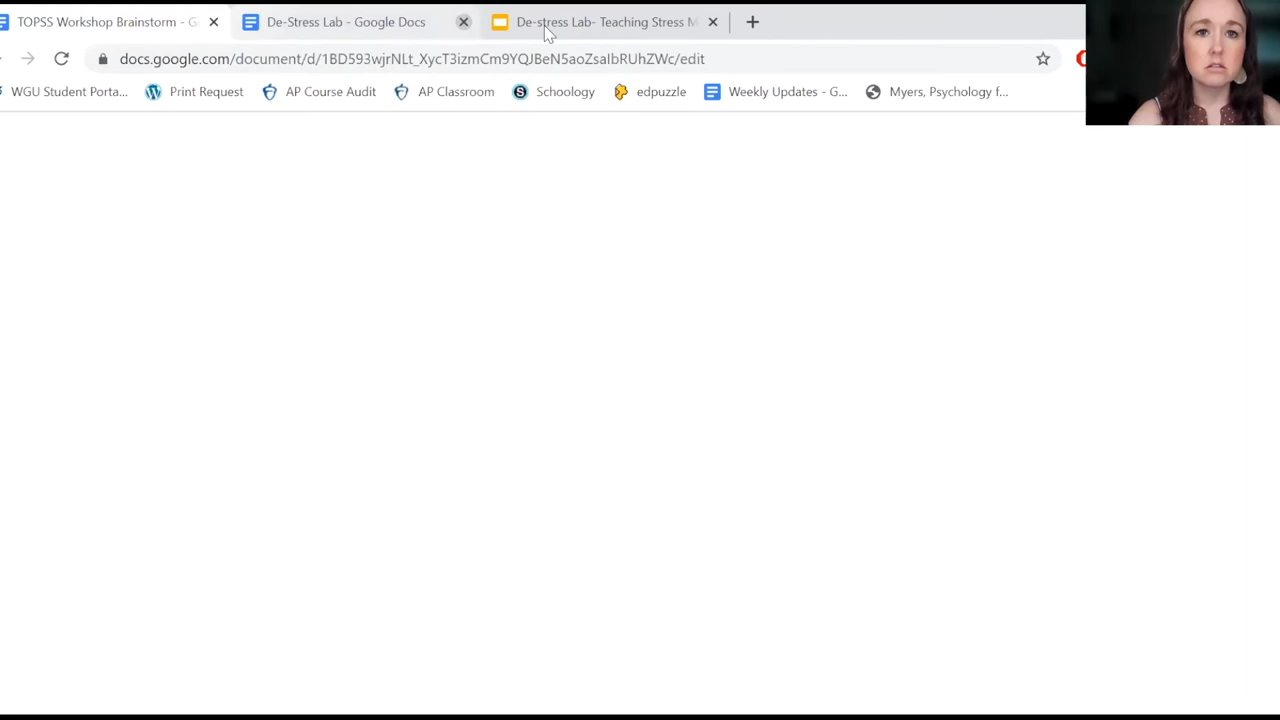 TOPSS Workshop Brainstorm - G
De-Stress Lab - Google Docs
De-stress Lab- Teaching Stress M
docs.google.com/document/d/1BD593wjrNLt_XycT3izmCm9YQJBeN5aoZsaIbRUhZWc/edit
WGU Student Porta... Print Request AP Course Audit AP Classroom Schoology edpuzzle Weekly Updates - G... Myers, Psychology f...